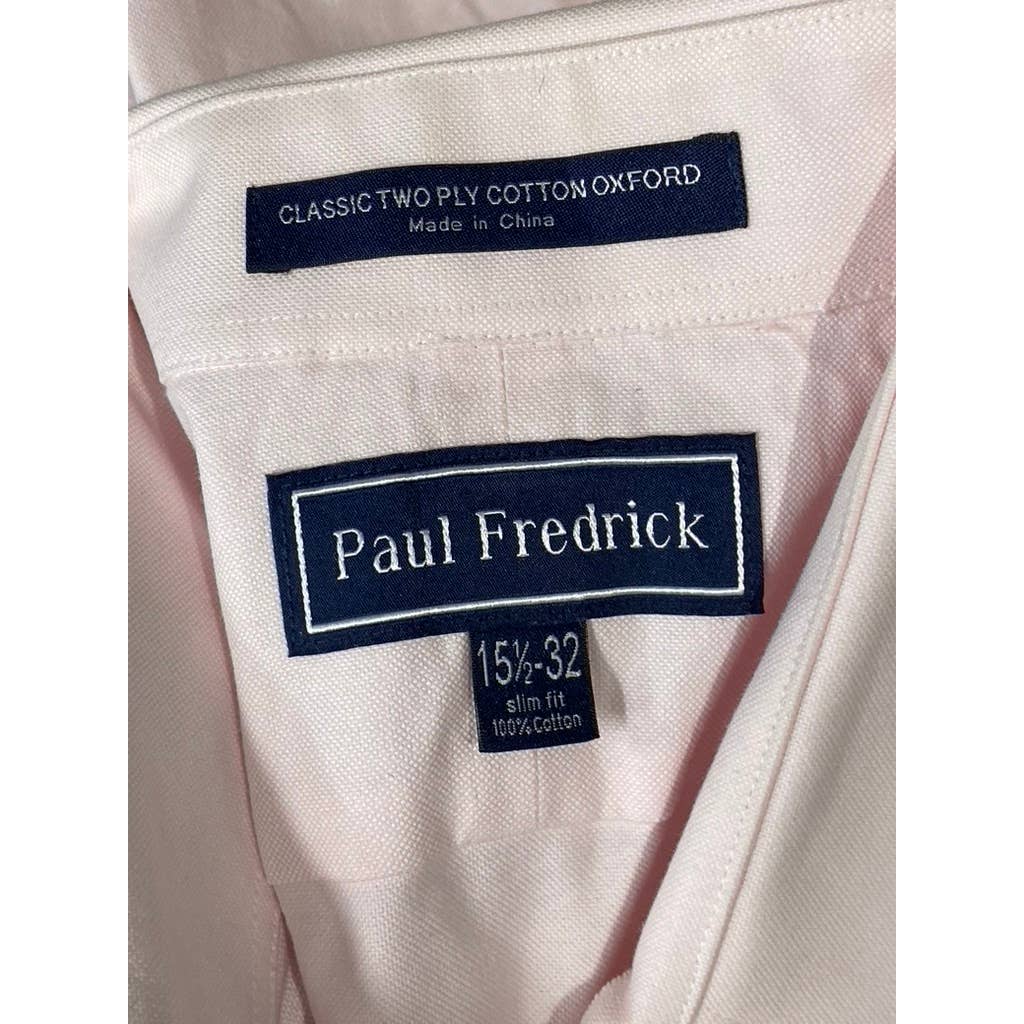 CLASSIC TWO PLY COTTON OXFORD
Made in China
Paul Fredrick
15½-32
slim fit
100% Cotton